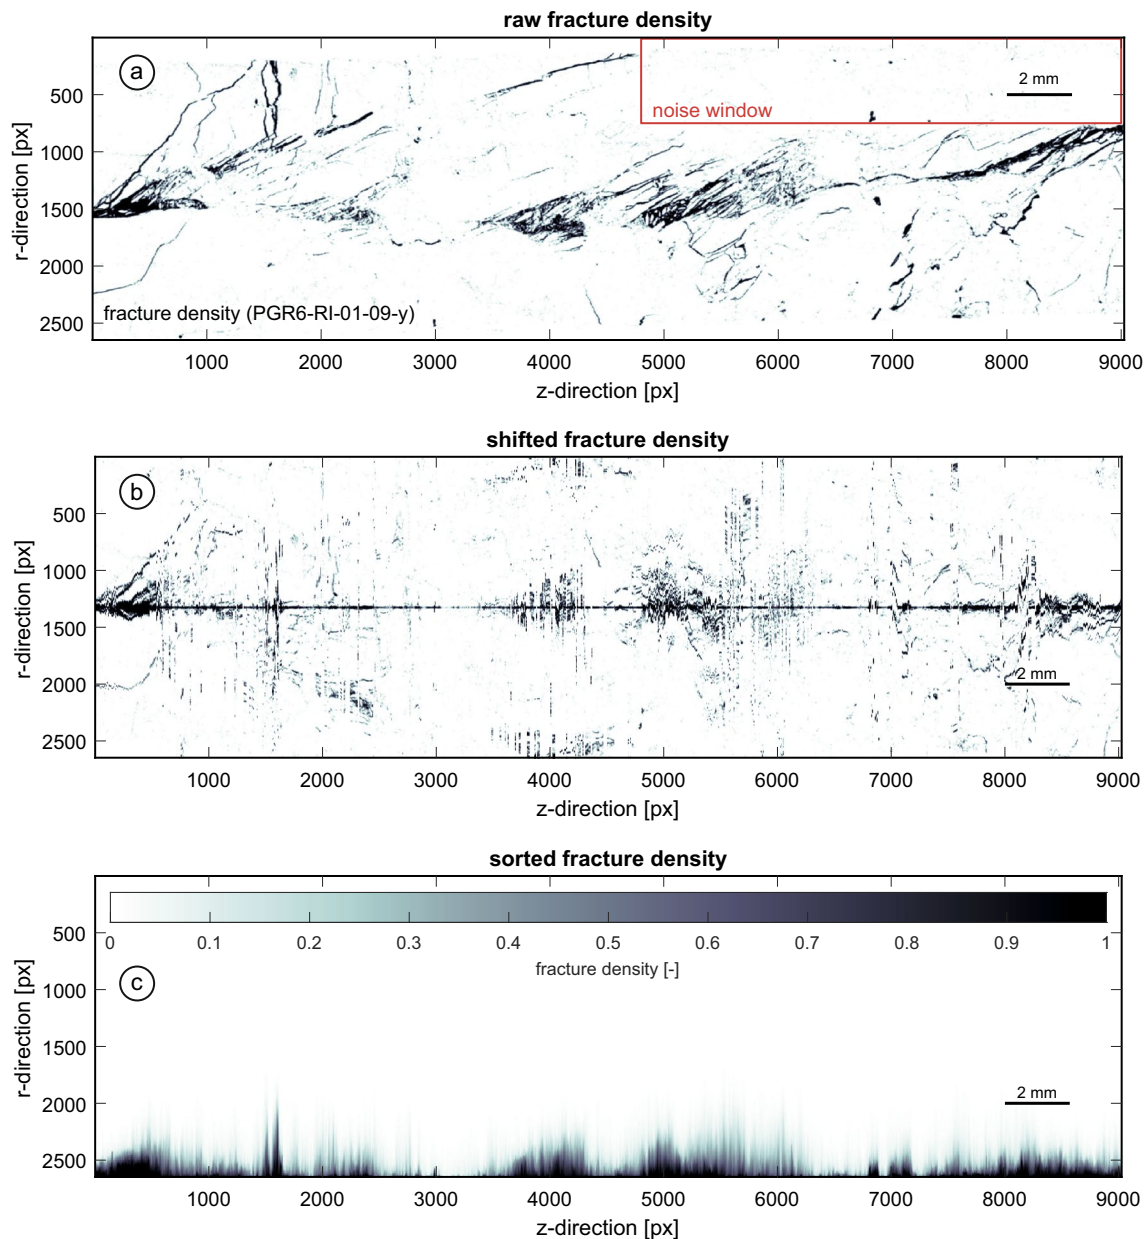 raw fracture density
a
500
1000
1500
2000
2500
r-direction [px]
2 mm
noise window
fracture density (PGR6-RI-01-09-y)
1000 2000 3000 4000 5000 6000 7000 8000 9000
z-direction [px]
shifted fracture density
b
500
1000
1500
2000
2500
r-direction [px]
2 mm
1000 2000 3000 4000 5000 6000 7000 8000 9000
z-direction [px]
sorted fracture density
0 0.1 0.2 0.3 0.4 0.5 0.6 0.7 0.8 0.9 1
fracture density [-]
c
500
1000
1500
2000
2500
r-direction [px]
2 mm
1000 2000 3000 4000 5000 6000 7000 8000 9000
z-direction [px]